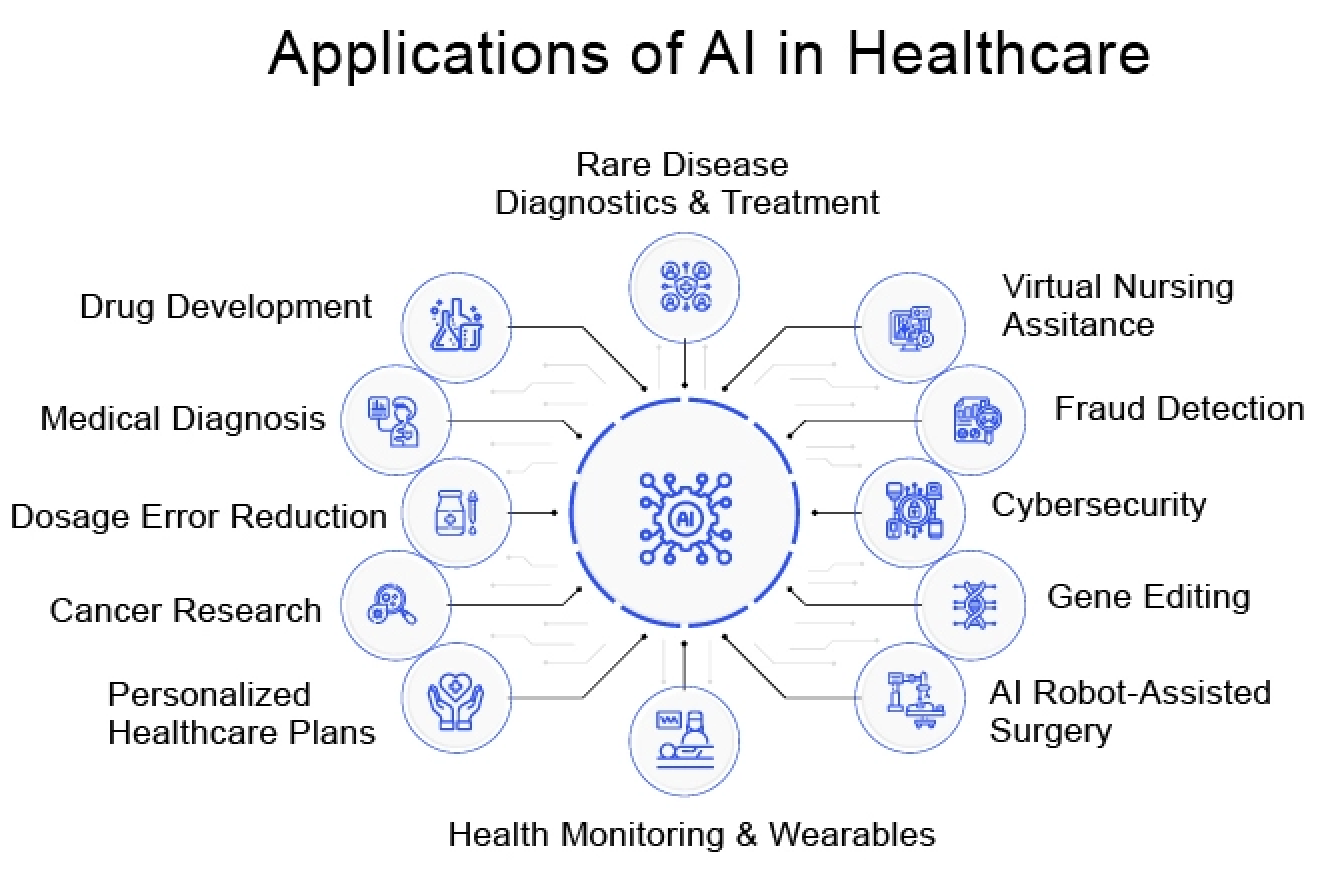 Applications of AI in Healthcare
Rare Disease
Diagnostics & Treatment
Drug Development
Medical Diagnosis
Dosage Error Reduction
Cancer Research
Personalized
Healthcare Plans
AI
Virtual Nursing
Assitance
Fraud Detection
Cybersecurity
Gene Editing
AI Robot-Assisted
Surgery
Health Monitoring & Wearables